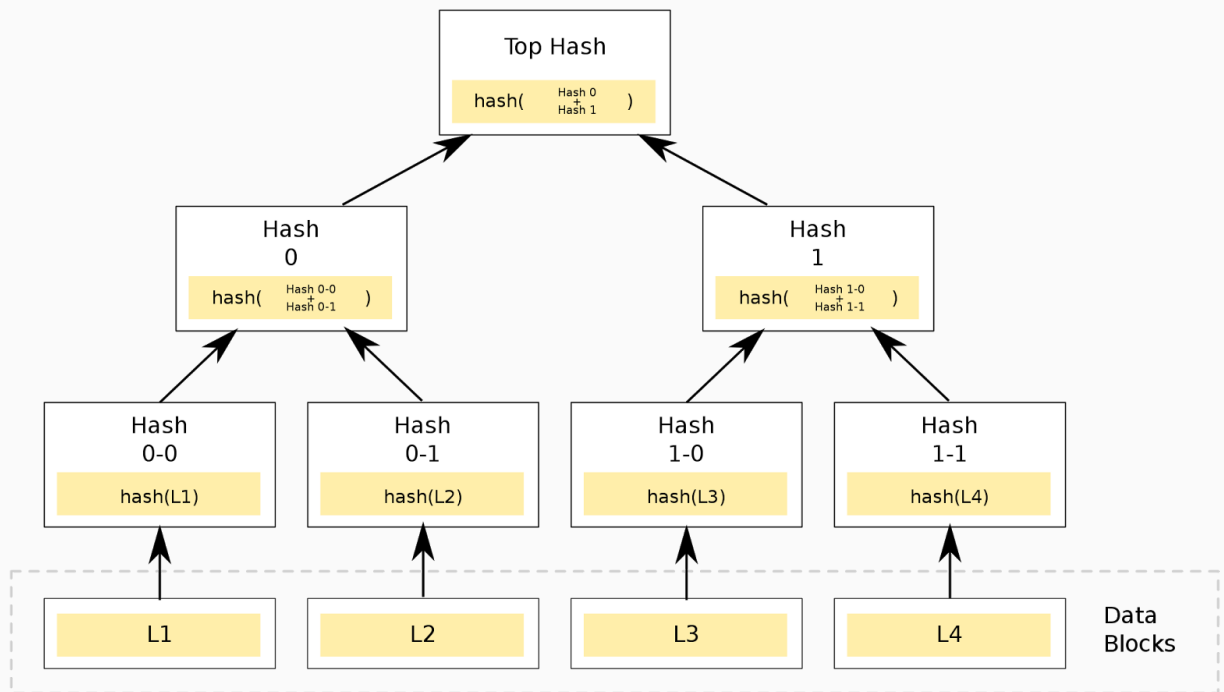 Top Hash
hash( Hash 0 + Hash 1 )
Hash 0
hash( Hash 0-0 + Hash 0-1 )
Hash 1
hash( Hash 1-0 + Hash 1-1 )
Hash 0-0
hash(L1)
Hash 0-1
hash(L2)
Hash 1-0
hash(L3)
Hash 1-1
hash(L4)
L1
L2
L3
L4
Data
Blocks